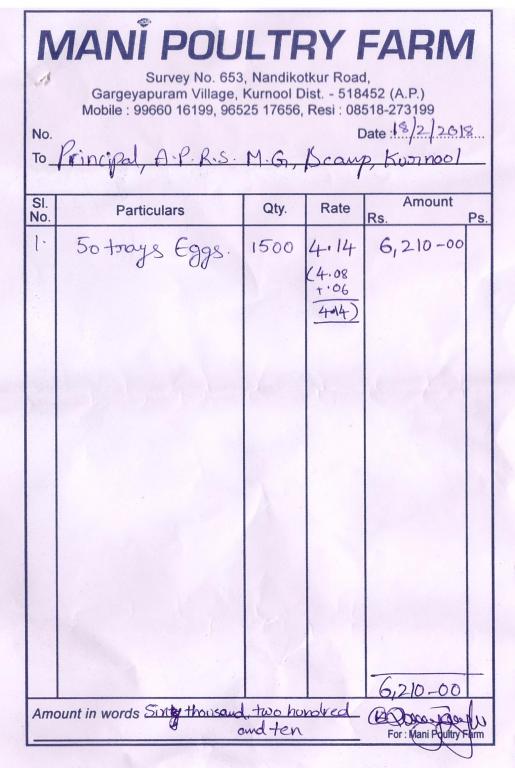 MANI POULTRY FARM
Survey No. 653, Nandikotkur Road,
Gargeyapuram Village, Kurnool Dist. - 518452 (A.P.)
Mobile : 99660 16199, 96525 17656, Resi : 08518-273199
No. Date : 18/2/2018
To Principal, A.P.R.S. M.G, Bcamp, Kurnool
Sl. No. Particulars Qty. Rate Amount Rs. Ps.
1. 50 trays Eggs. 1500 4.14 6,210-00
(4.08
+.06
4.14)
6,210-00
Amount in words Sixty thousand, two hundred
and ten
For : Mani Poultry Farm